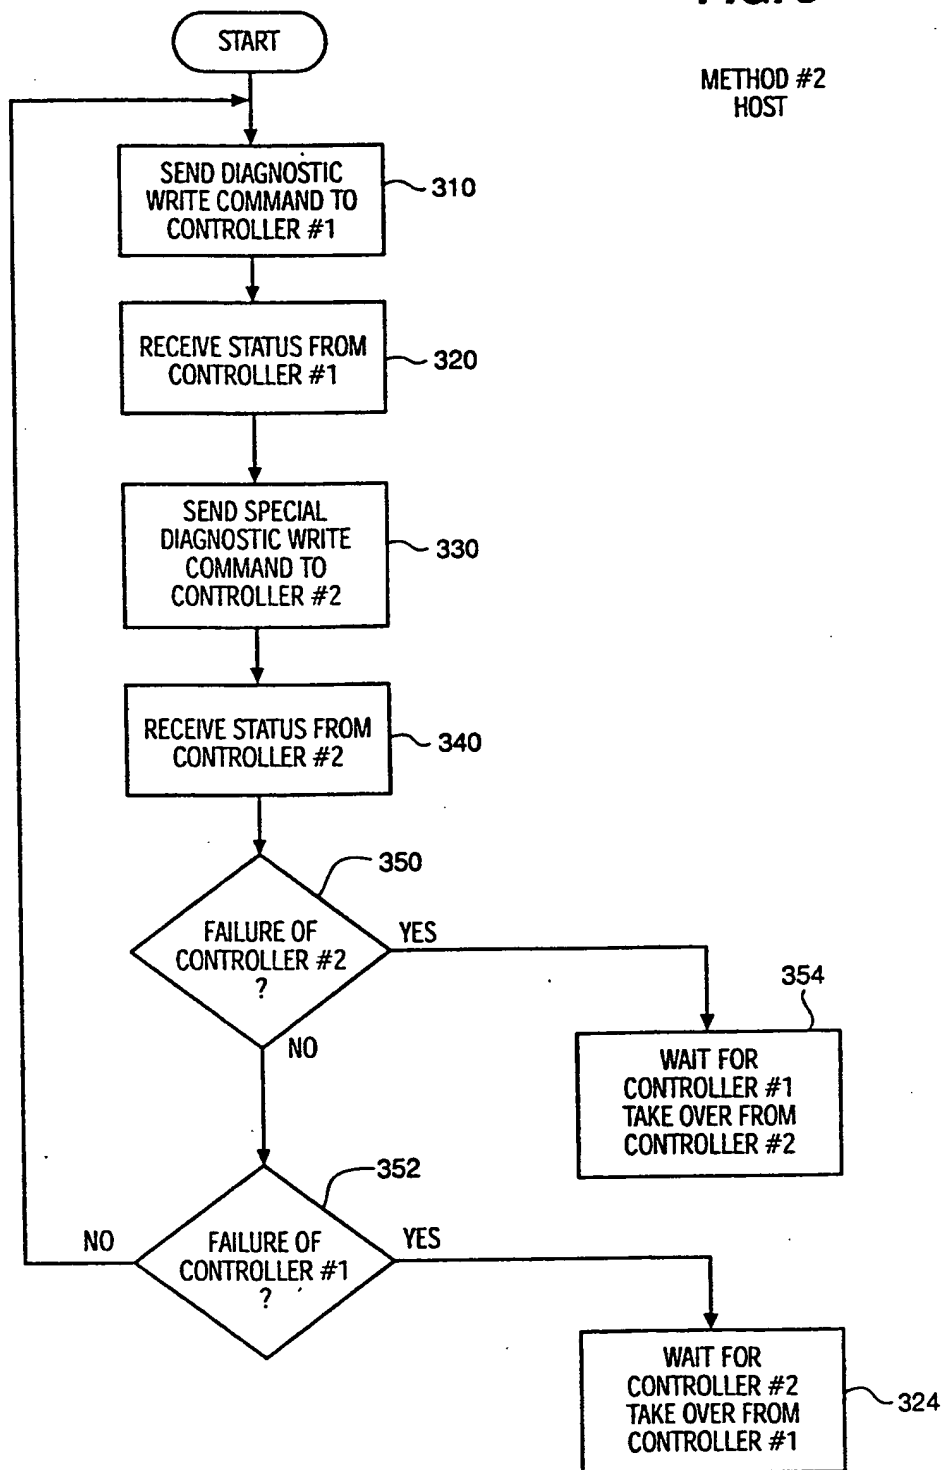 START
METHOD #2
HOST
SEND DIAGNOSTIC
WRITE COMMAND TO
CONTROLLER #1
310
RECEIVE STATUS FROM
CONTROLLER #1
320
SEND SPECIAL
DIAGNOSTIC WRITE
COMMAND TO
CONTROLLER #2
330
RECEIVE STATUS FROM
CONTROLLER #2
340
350
FAILURE OF
CONTROLLER #2
?
YES
NO
354
WAIT FOR
CONTROLLER #1
TAKE OVER FROM
CONTROLLER #2
352
FAILURE OF
CONTROLLER #1
?
NO
YES
WAIT FOR
CONTROLLER #2
TAKE OVER FROM
CONTROLLER #1
324